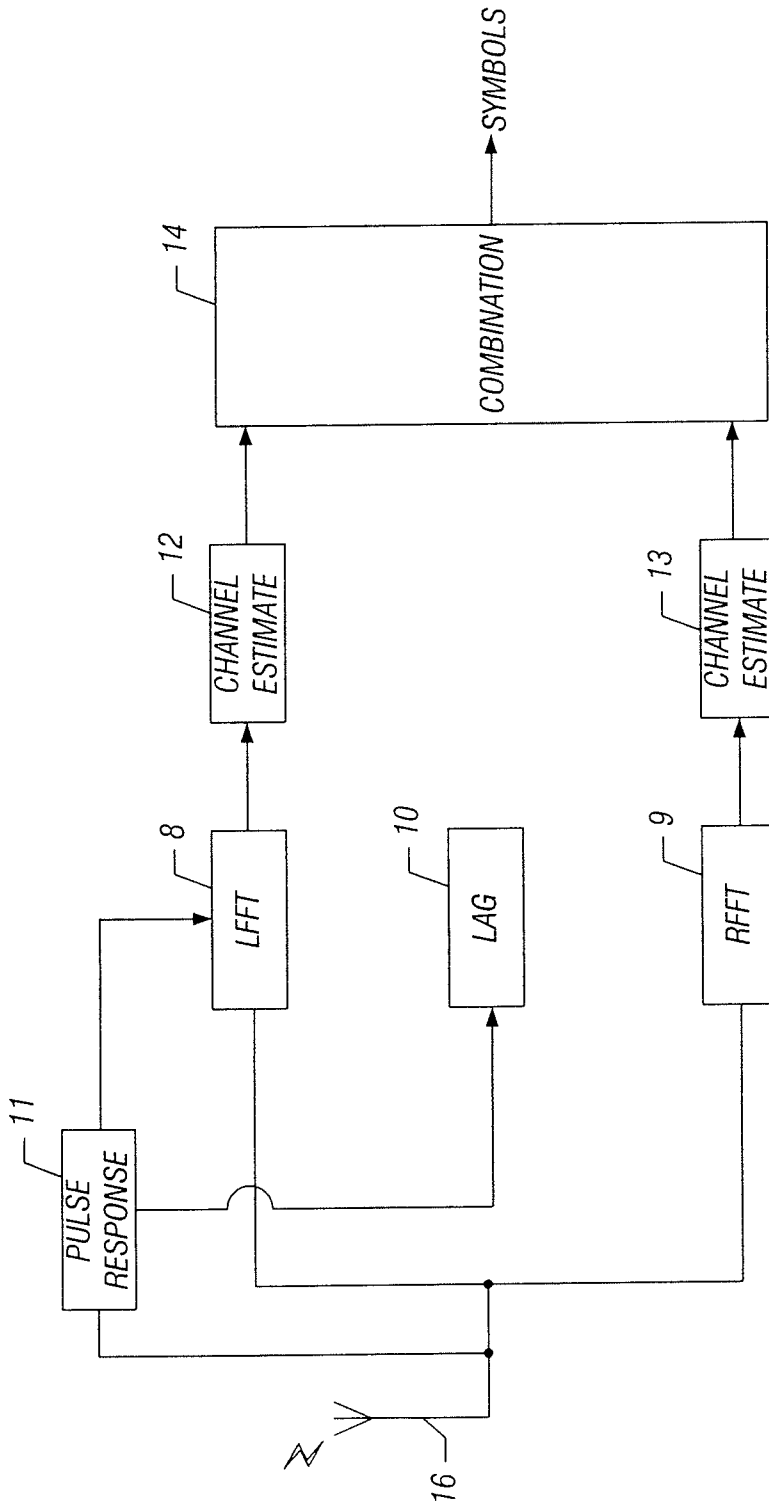 11
PULSE
RESPONSE
8
LFFT
12
CHANNEL
ESTIMATE
14
COMBINATION
SYMBOLS
10
LAG
16
9
RFFT
13
CHANNEL
ESTIMATE